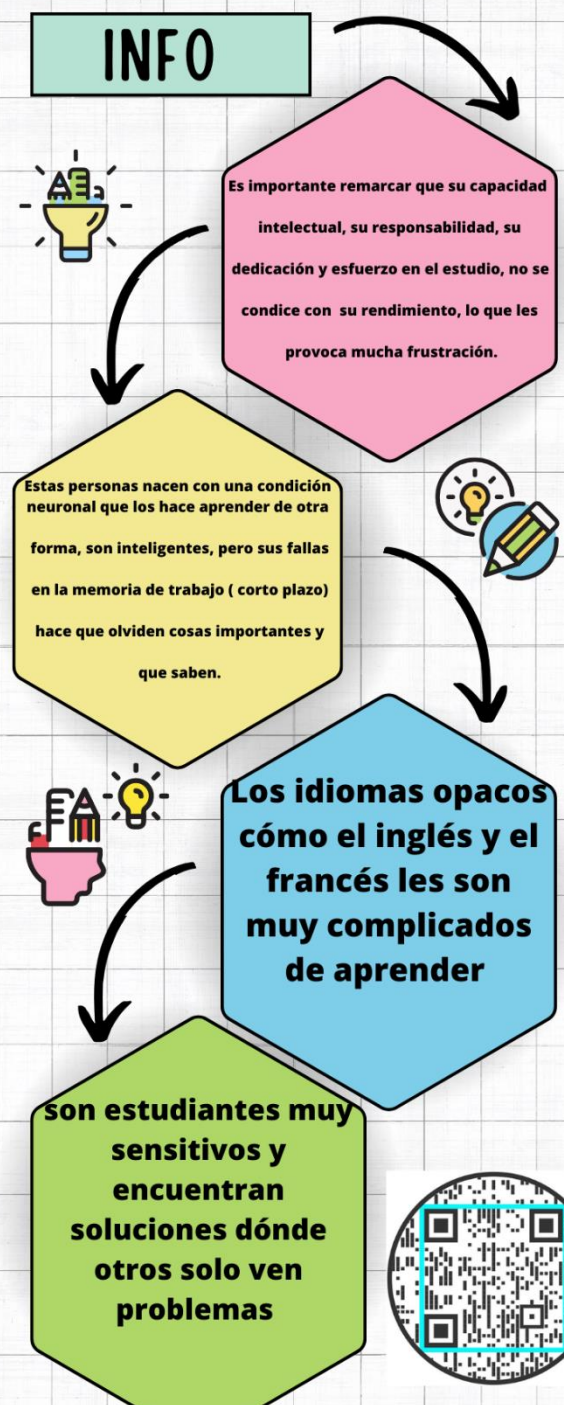 INFO
Es importante remarcar que su capacidad
intelectual, su responsabilidad, su
dedicación y esfuerzo en el estudio, no se
condice con su rendimiento, lo que les
provoca mucha frustración.
Estas personas nacen con una condición
neuronal que los hace aprender de otra
forma, son inteligentes, pero sus fallas
en la memoria de trabajo ( corto plazo)
hace que olviden cosas importantes y
que saben.
Los idiomas opacos
cómo el inglés y el
francés les son
muy complicados
de aprender
son estudiantes muy
sensitivos y
encuentran
soluciones dónde
otros solo ven
problemas